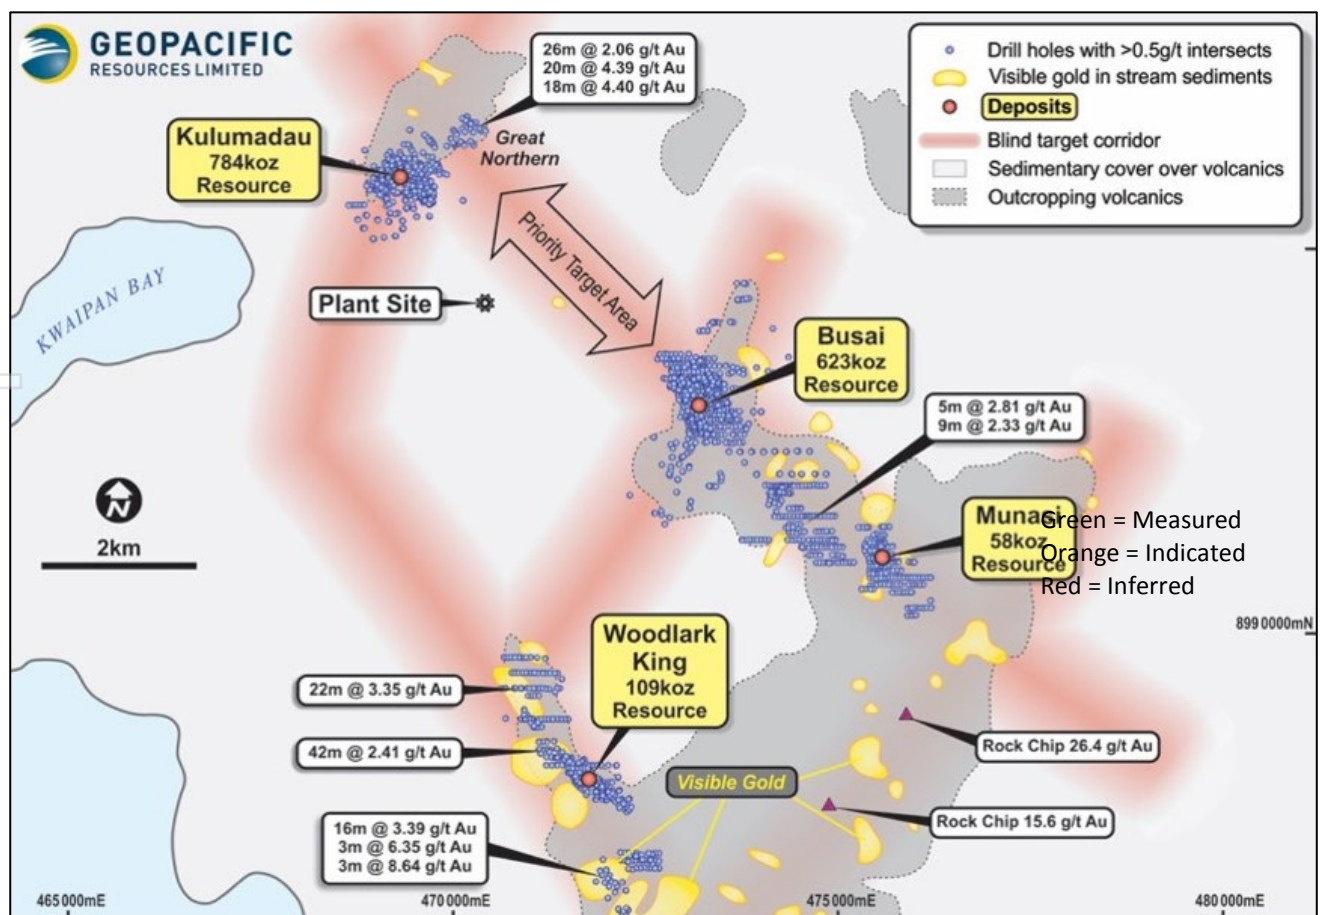 GEOPACIFIC
RESOURCES LIMITED
26m @ 2.06 g/t Au
20m @ 4.39 g/t Au
18m @ 4.40 g/t Au
Drill holes with >0.5g/t intersects
Visible gold in stream sediments
Deposits
Blind target corridor
Sedimentary cover over volcanics
Outcropping volcanics
Kulumadau
784koz
Resource
Great
Northern
Priority Target Area
KWAIPAN BAY
Plant Site
Busai
623koz
Resource
5m @ 2.81 g/t Au
9m @ 2.33 g/t Au
N
2km
Munasi
58koz
Resource
Green = Measured
Orange = Indicated
Red = Inferred
899 0000mN
Woodlark
King
109koz
Resource
22m @ 3.35 g/t Au
42m @ 2.41 g/t Au
Rock Chip 26.4 g/t Au
Visible Gold
Rock Chip 15.6 g/t Au
16m @ 3.39 g/t Au
3m @ 6.35 g/t Au
3m @ 8.64 g/t Au
465000mE
470000mE
475000mE
480000mE